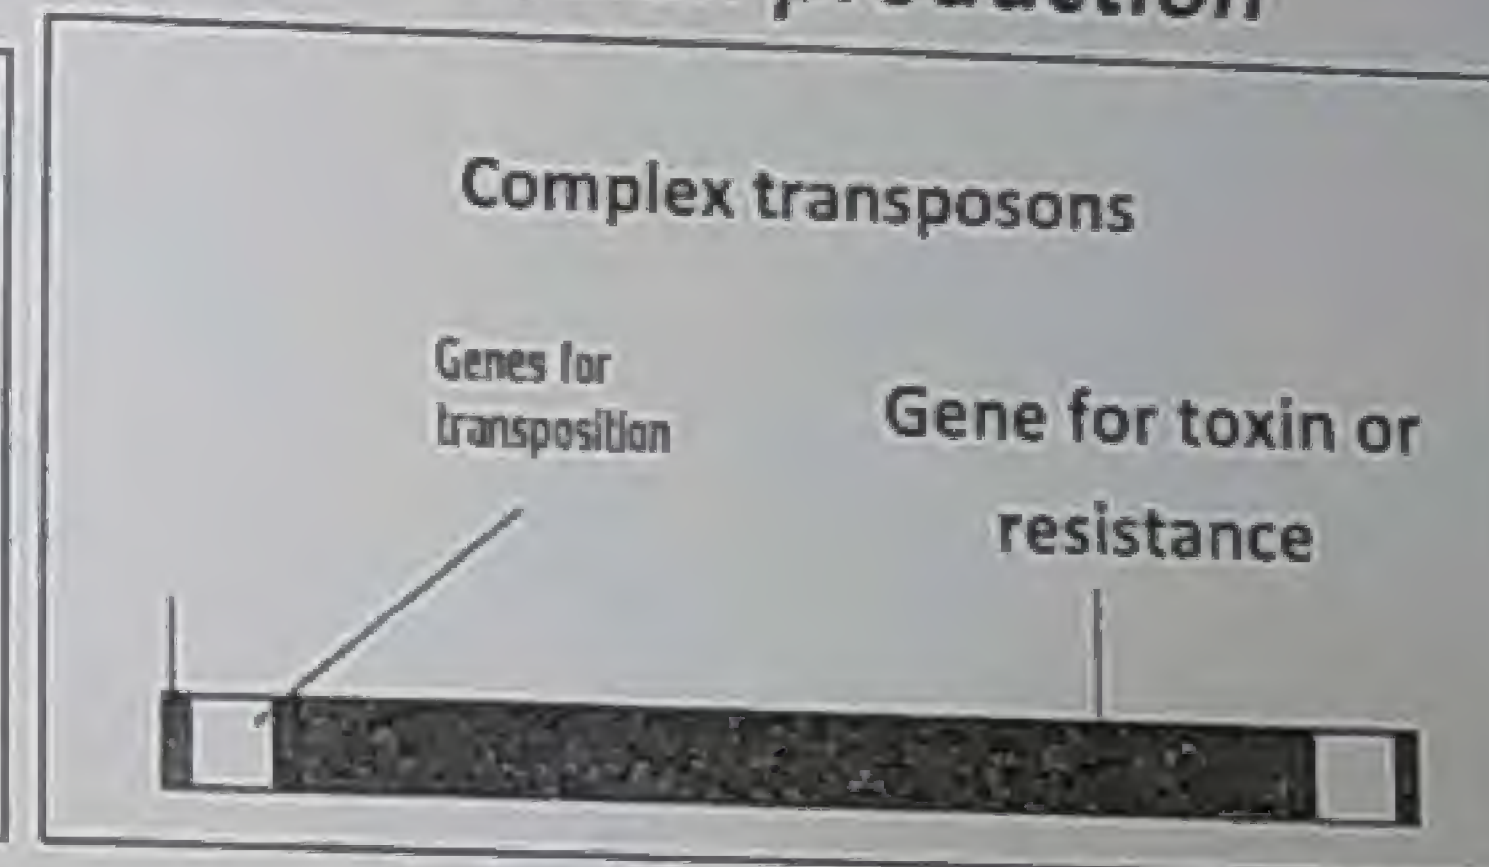 Complex transposons
Genes for
transposition
Gene for toxin or
resistance